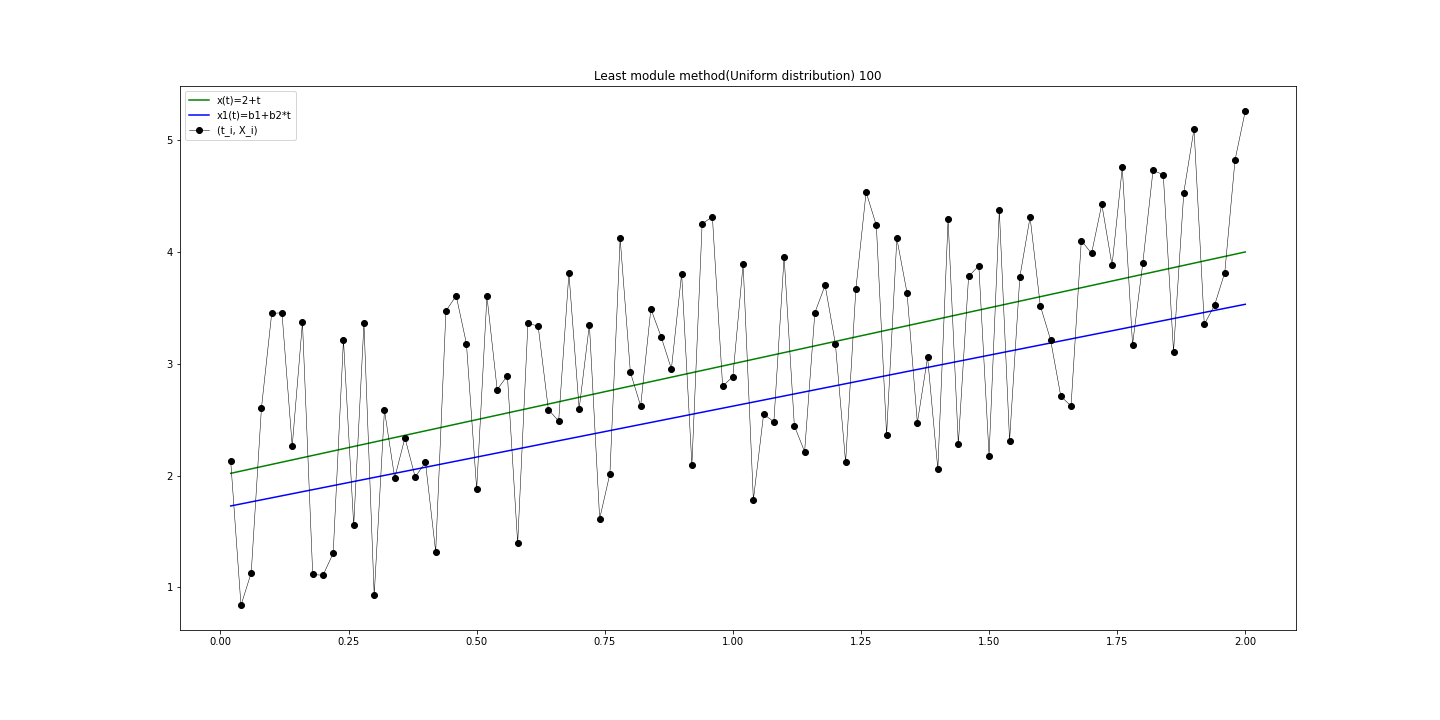 Least module method(Uniform distribution) 100
x(t)=2+t
x1(t)=b1+b2*t
(t_i, X_i)
5
4
3
2
1
0.00 0.25 0.50 0.75 1.00 1.25 1.50 1.75 2.00